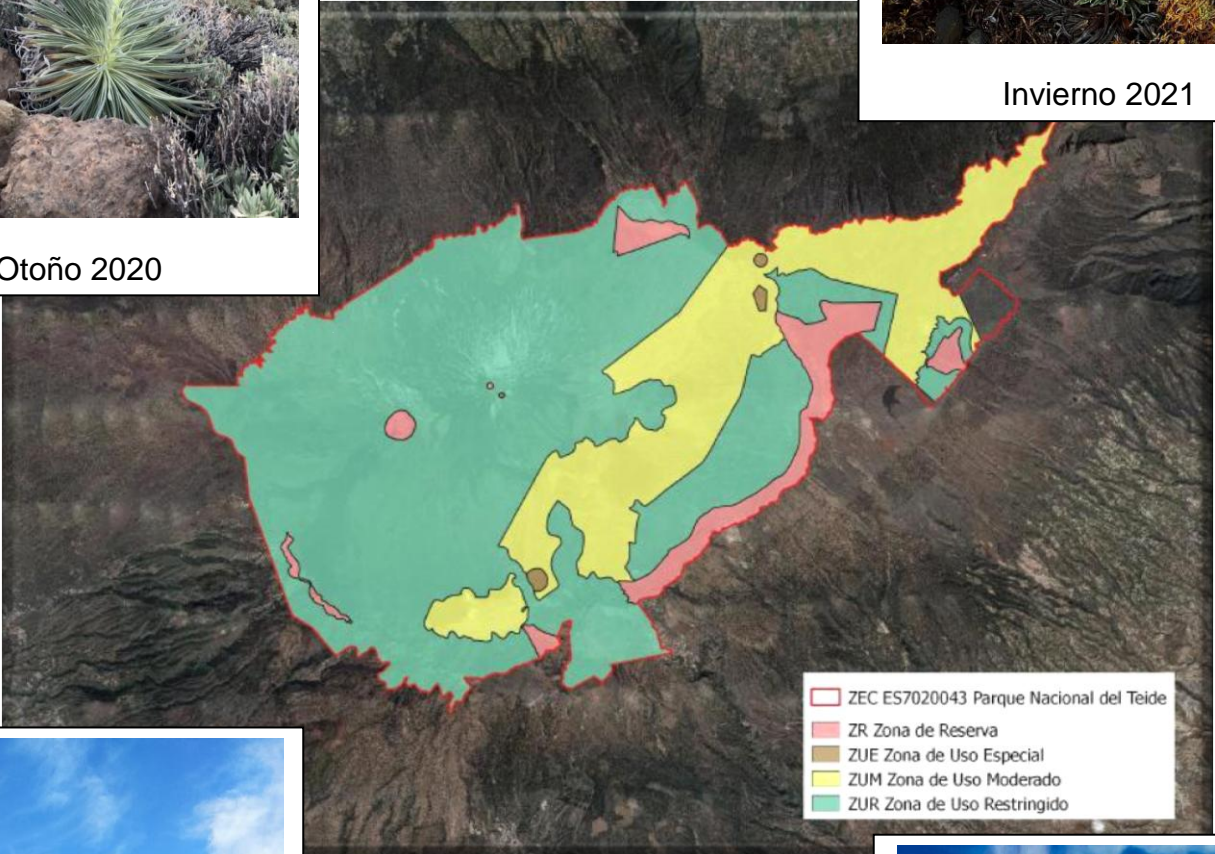 Invierno 2021
Otoño 2020
ZEC ES7020043 Parque Nacional del Teide
ZR Zona de Reserva
ZUE Zona de Uso Especial
ZUM Zona de Uso Moderado
ZUR Zona de Uso Restringido